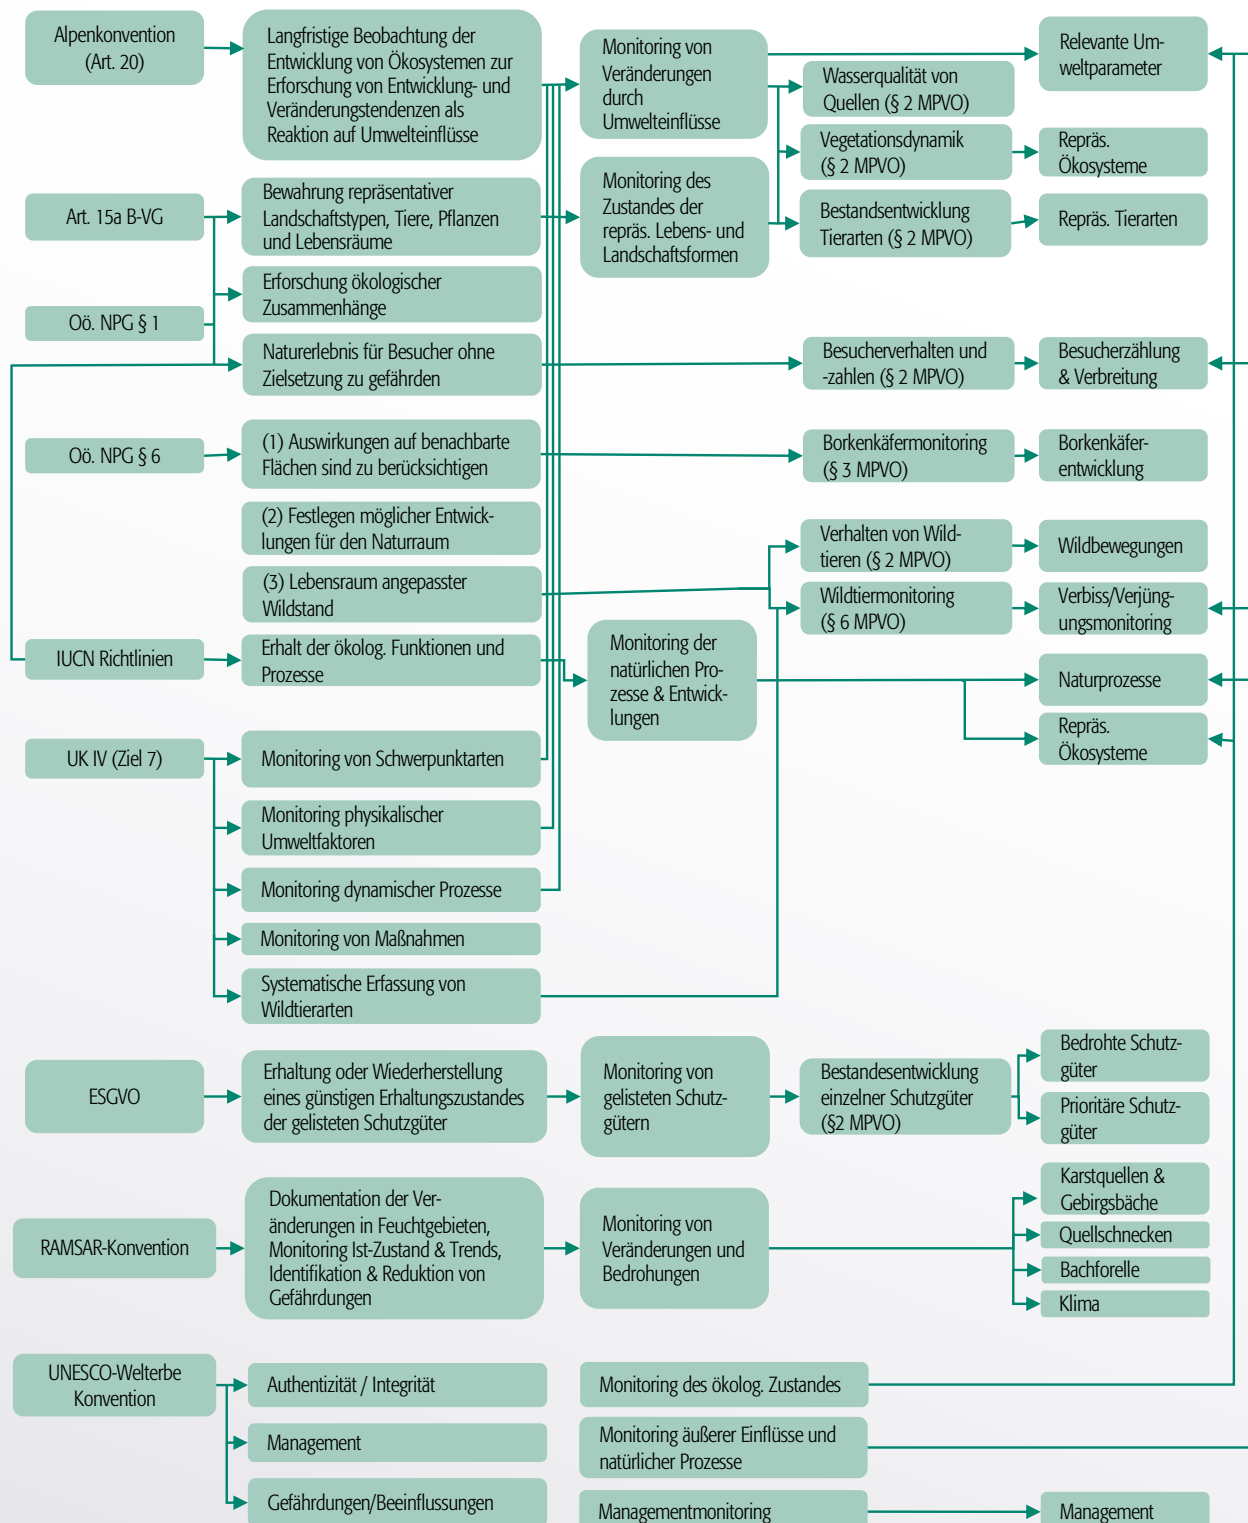 Alpenkonvention
(Art. 20)
Langfristige Beobachtung der
Entwicklung von Ökosystemen zur
Erforschung von Entwicklung- und
Veränderungstendenzen als
Reaktion auf Umwelteinflüsse
Monitoring von
Veränderungen
durch
Umwelteinflüsse
Relevante Um-
weltparameter
Wasserqualität von
Quellen (§ 2 MPVO)
Vegetationsdynamik
(§ 2 MPVO)
Repräs.
Ökosysteme
Art. 15a B-VG
Bewahrung repräsentativer
Landschaftstypen, Tiere, Pflanzen
und Lebensräume
Monitoring des
Zustandes der
repräs. Lebens- und
Landschaftsformen
Bestandsentwicklung
Tierarten (§ 2 MPVO)
Repräs. Tierarten
Erforschung ökologischer
Zusammenhänge
Oö. NPG § 1
Naturerlebnis für Besucher ohne
Zielsetzung zu gefährden
Besucherverhalten und
-zahlen (§ 2 MPVO)
Besucherzählung
& Verbreitung
Oö. NPG § 6
(1) Auswirkungen auf benachbarte
Flächen sind zu berücksichtigen
Borkenkäfermonitoring
(§ 3 MPVO)
Borkenkäfer-
entwicklung
(2) Festlegen möglicher Entwick-
lungen für den Naturraum
(3) Lebensraum angepasster
Wildstand
Verhalten von Wild-
tieren (§ 2 MPVO)
Wildbewegungen
Wildtiermonitoring
(§ 6 MPVO)
Verbiss/Verjüng-
ungsmonitoring
IUCN Richtlinien
Erhalt der ökolog. Funktionen und
Prozesse
Monitoring der
natürlichen Pro-
zesse & Entwick-
lungen
Naturprozesse
Repräs.
Ökosysteme
UK IV (Ziel 7)
Monitoring von Schwerpunktarten
Monitoring physikalischer
Umweltfaktoren
Monitoring dynamischer Prozesse
Monitoring von Maßnahmen
Systematische Erfassung von
Wildtierarten
ESGVO
Erhaltung oder Wiederherstellung
eines günstigen Erhaltungszustandes
der gelisteten Schutzgüter
Monitoring von
gelisteten Schutz-
gütern
Bestandesentwicklung
einzelner Schutzgüter
(§2 MPVO)
Bedrohte Schutz-
güter
Prioritäre Schutz-
güter
RAMSAR-Konvention
Dokumentation der Ver-
änderungen in Feuchtgebieten,
Monitoring Ist-Zustand & Trends,
Identifikation & Reduktion von
Gefährdungen
Monitoring von
Veränderungen und
Bedrohungen
Karstquellen &
Gebirgsbäche
Quellschnecken
Bachforelle
Klima
UNESCO-Welterbe
Konvention
Authentizität / Integrität
Monitoring des ökolog. Zustandes
Management
Monitoring äußerer Einflüsse und
natürlicher Prozesse
Gefährdungen/Beeinflussungen
Managementmonitoring
Management